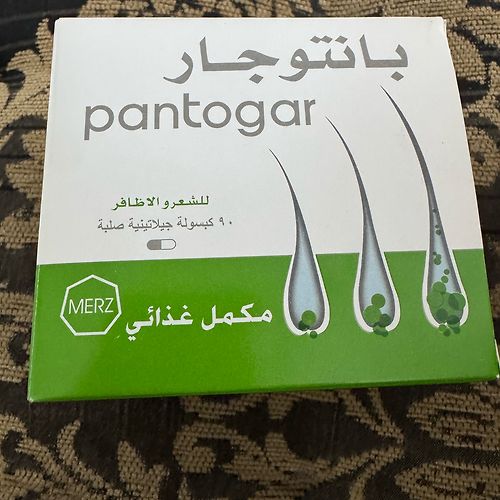 بانتوجار
pantogar
للشعر و الاظافر
٩٠ كبسولة جيلاتينية صلبة
MERZ
مكمل غذائي